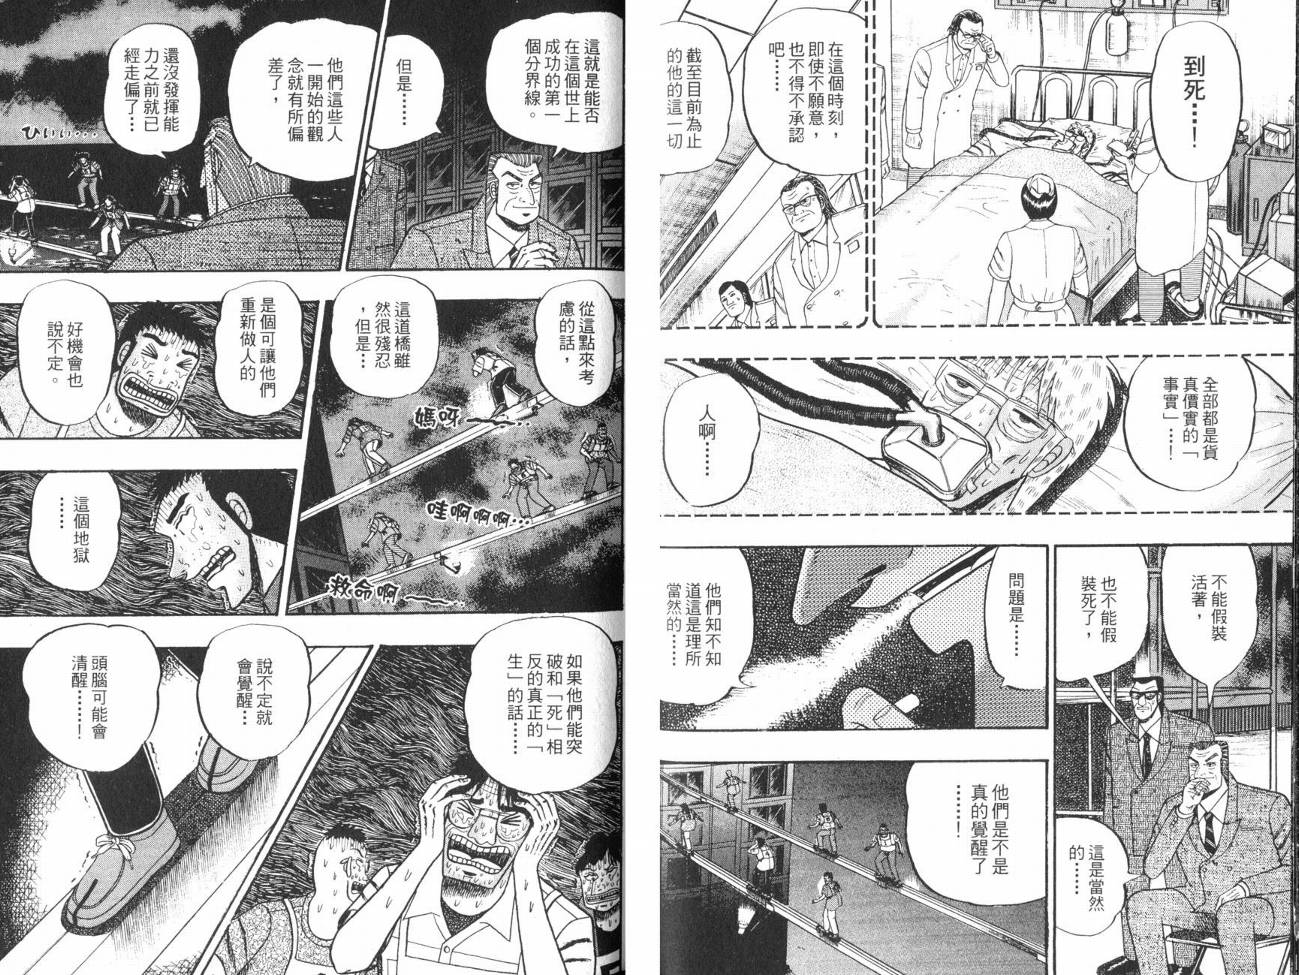 到死…！
在這個時刻，
即使不願意，
也不得不承認
吧………
截至目前為止
的他的這一切
全部都是貨
真價實的「
事實」…！
人啊………
不能假裝
活著，
也不能假
裝死了，
問題是……
他們知不知
道這是理所
當然的……
這是當然
的………
他們是不是
真的覺醒了
………！
這就是能否
在這個世上
成功的第一
個分界線。
但是……
他們這些人
一開始的觀
念就有所偏
差了，
還沒發揮能
力之前就已
經走偏了…
ひいい…
從這點來考
慮的話，
這道橋雖
然很殘忍
，但是…
媽呀——…
哇啊啊啊…
救命啊——…
是個可讓他們
重新做人的
好機會也
說不定。
這個地獄
……
如果他們能突
破和「死」相
反的真正的「
生」的話……
說不定就
會覺醒…
頭腦可能會
清醒………！